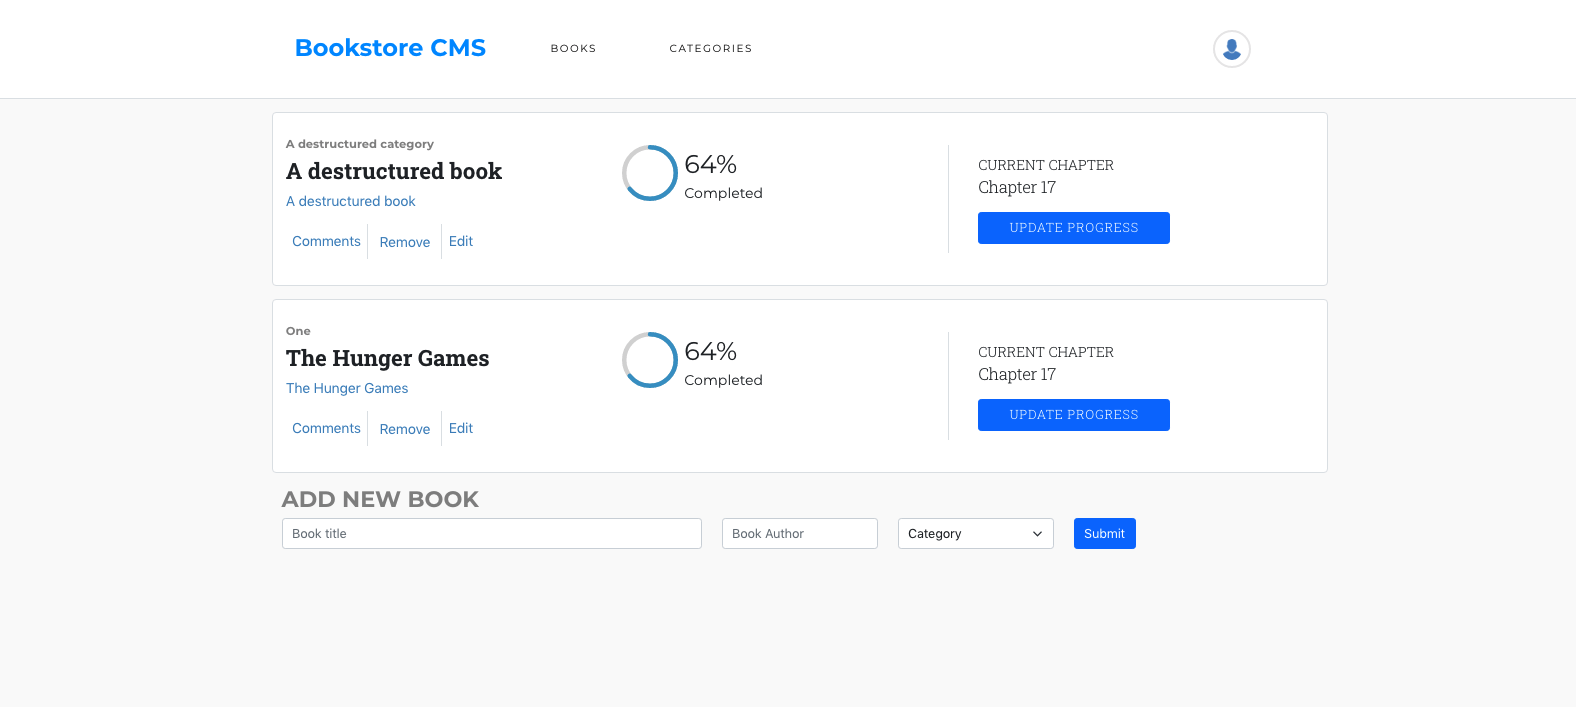 Bookstore CMS BOOKS CATEGORIES
A destructured category
A destructured book
A destructured book
Comments Remove Edit
64%
Completed
CURRENT CHAPTER
Chapter 17
UPDATE PROGRESS
One
The Hunger Games
The Hunger Games
Comments Remove Edit
64%
Completed
CURRENT CHAPTER
Chapter 17
UPDATE PROGRESS
ADD NEW BOOK
Book title Book Author Category Submit